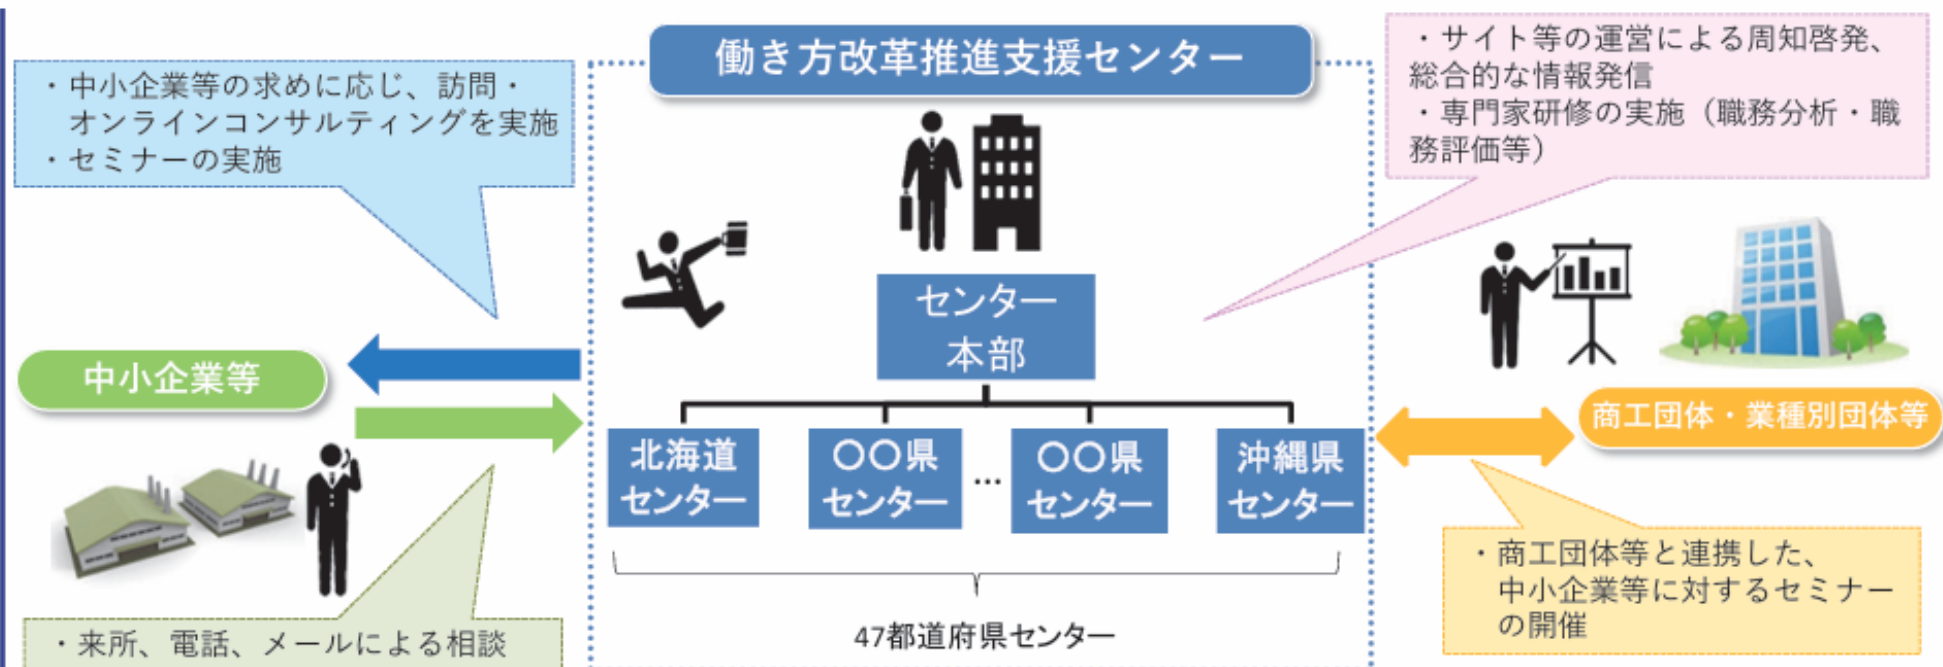 働き方改革推進支援センター
・中小企業等の求めに応じ、訪問・
オンラインコンサルティングを実施
・セミナーの実施
・サイト等の運営による周知啓発、
総合的な情報発信
・専門家研修の実施（職務分析・職
務評価等）
センター
本部
中小企業等
商工団体・業種別団体等
北海道
センター
〇〇県
センター
…
〇〇県
センター
沖縄県
センター
47都道府県センター
・来所、電話、メールによる相談
・商工団体等と連携した、
中小企業等に対するセミナー
の開催